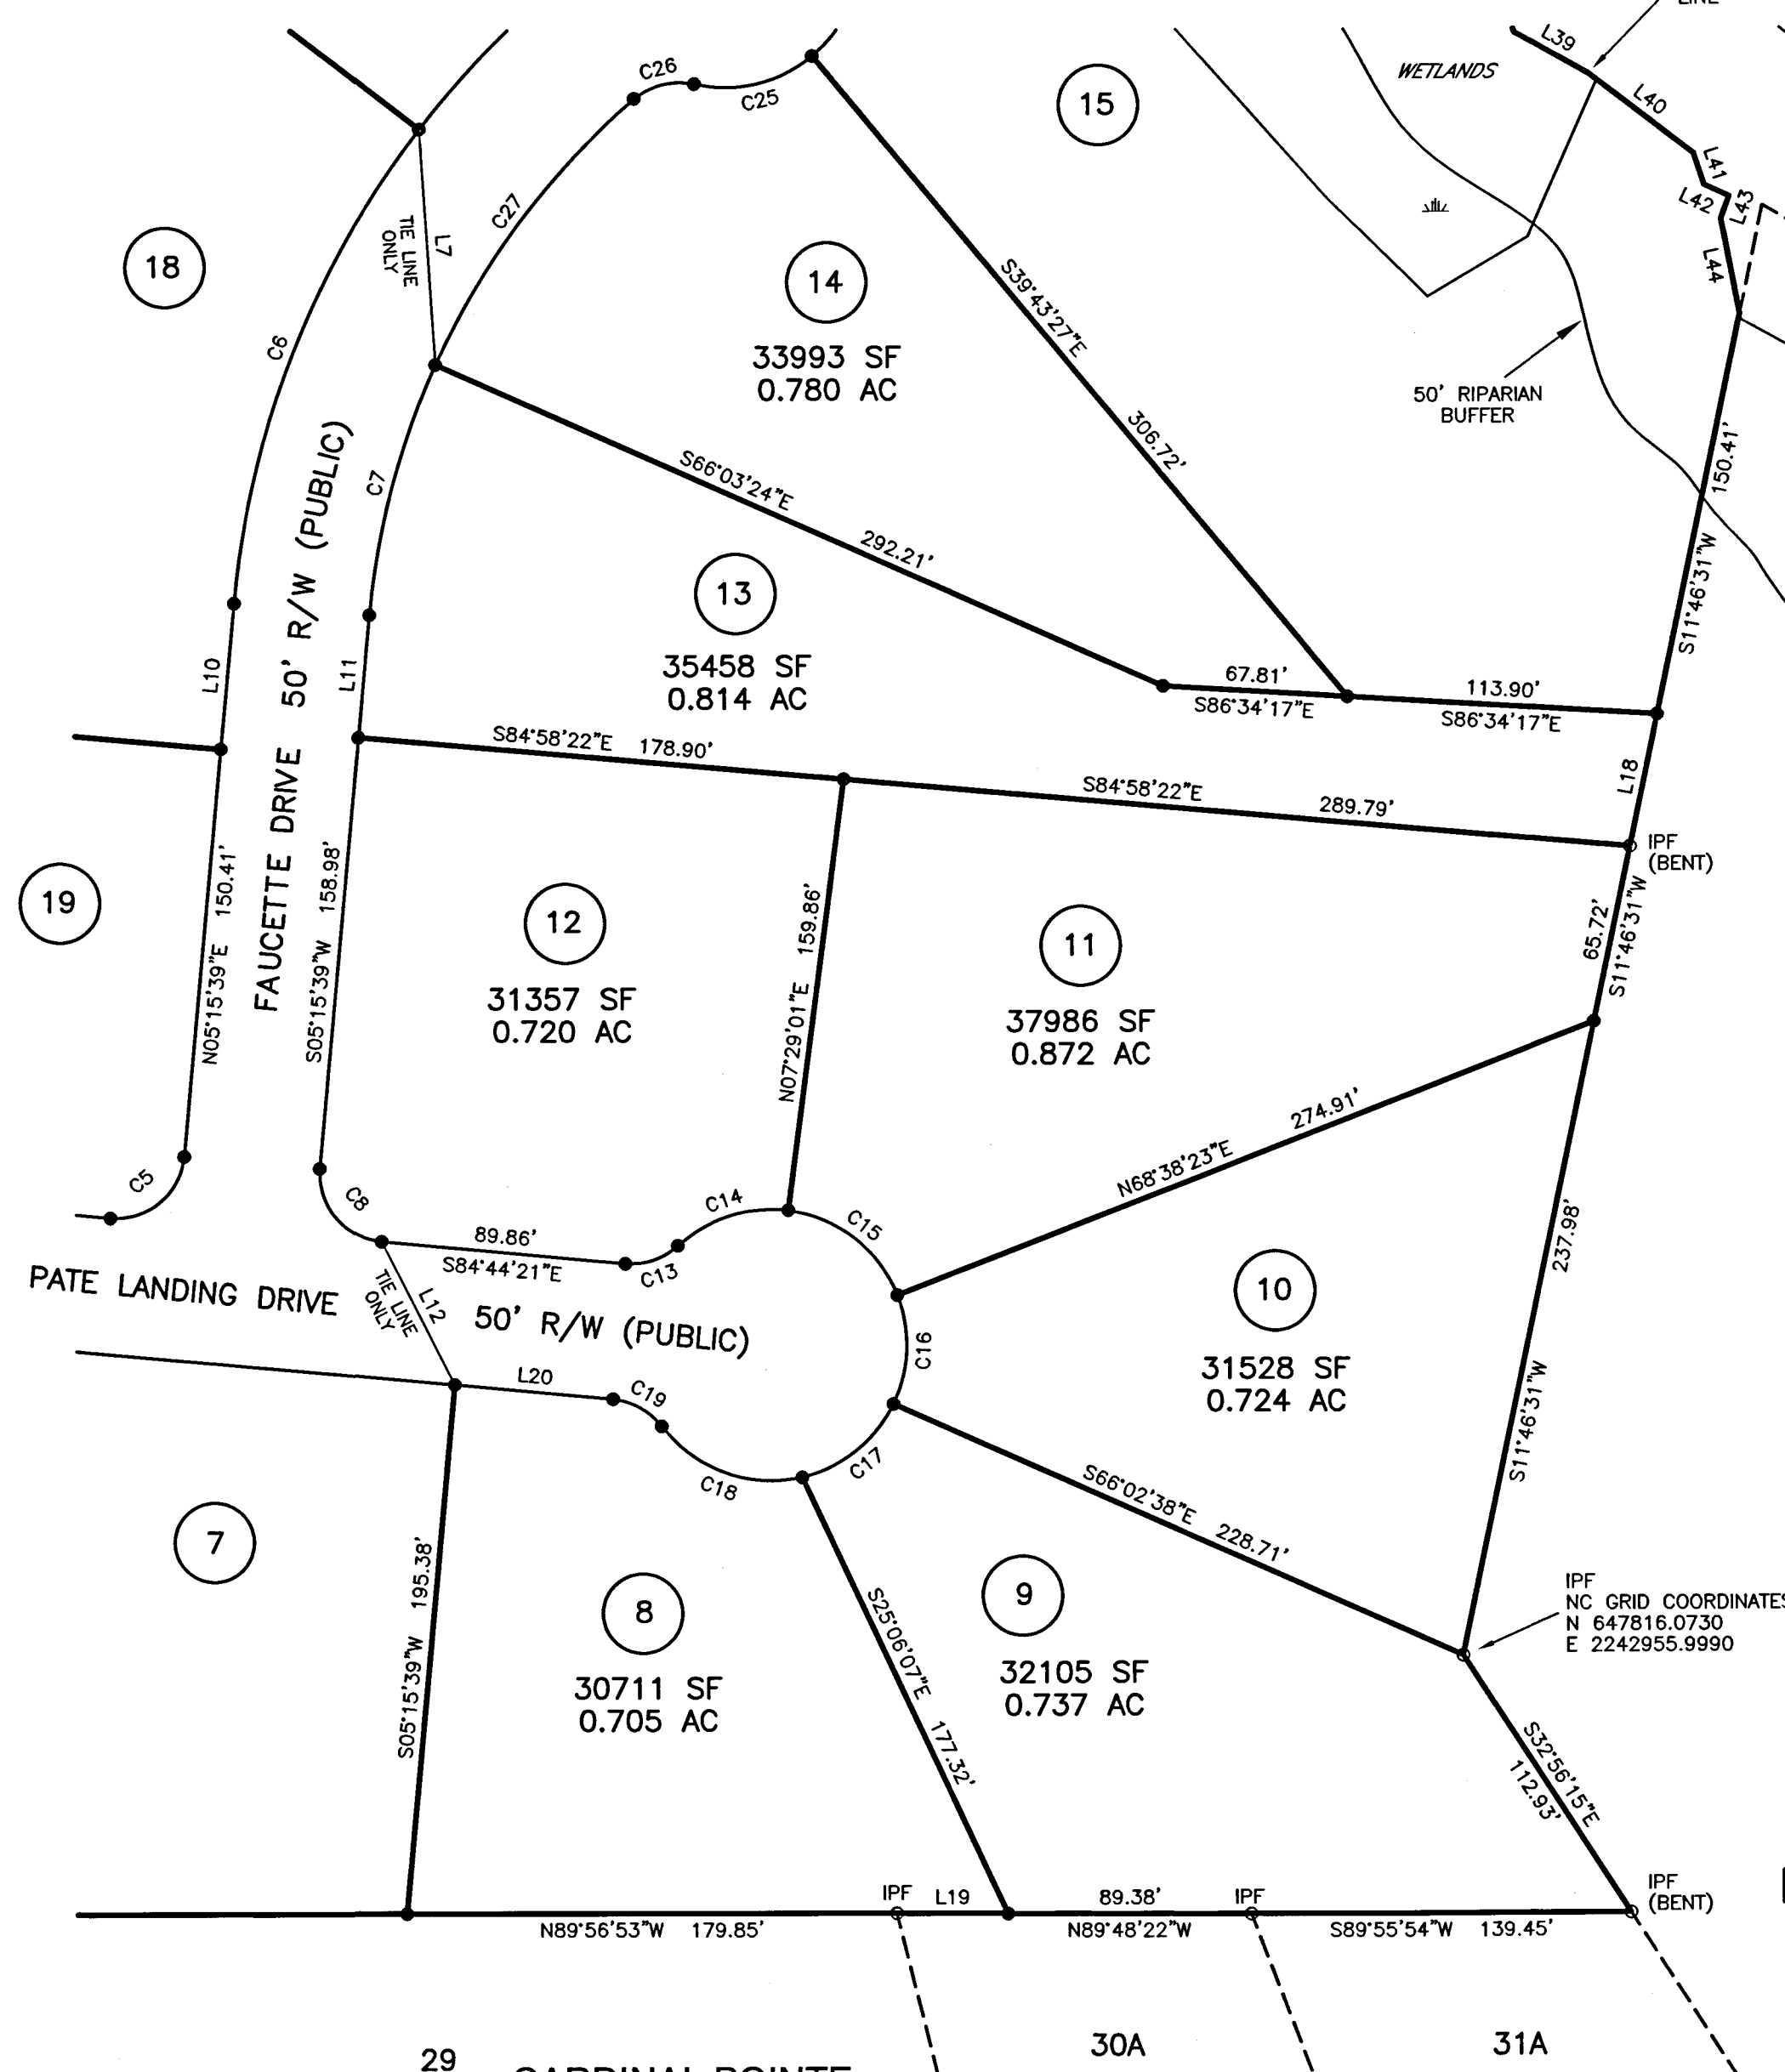 LINE
L39
WETLANDS
L40
C26
C25
15
L41
L42
L43
L44
C27
L7
TIE LINE
ONLY
18
14
33993 SF
0.780 AC
S39°43'27"E
306.72'
C6
50' RIPARIAN
BUFFER
150.41'
S11°46'31"W
C7
S66°03'24"E
292.21'
13
35458 SF
0.814 AC
67.81'
S86°34'17"E
113.90'
S86°34'17"E
L10
L11
FAUCETTE DRIVE 50' R/W (PUBLIC)
S84°58'22"E 178.90'
S84°58'22"E 289.79'
L18
IPF
(BENT)
19
N05°15'39"E 150.41'
S05°15'39"W 158.98'
12
31357 SF
0.720 AC
N07°29'01"E 159.86'
11
37986 SF
0.872 AC
65.72'
S11°46'31"W
N68°38'23"E 274.91'
C5
C8
C14
C15
89.86'
S84°44'21"E
C13
PATE LANDING DRIVE 50' R/W (PUBLIC)
L12
TIE LINE
ONLY
C16
10
31528 SF
0.724 AC
237.98'
S11°46'31"W
L20
C19
C18
C17
S66°02'38"E 228.71'
7
S05°15'39"W 195.38'
8
30711 SF
0.705 AC
S25°06'07"E 177.32'
9
32105 SF
0.737 AC
IPF
NC GRID COORDINATES
N 647816.0730
E 2242955.9990
S32°56'15"E
112.93'
IPF
(BENT)
IPF
L19
89.38'
IPF
N89°56'53"W 179.85'
N89°48'22"W
S89°55'54"W 139.45'
29
CARDINAL POINTE
30A
31A